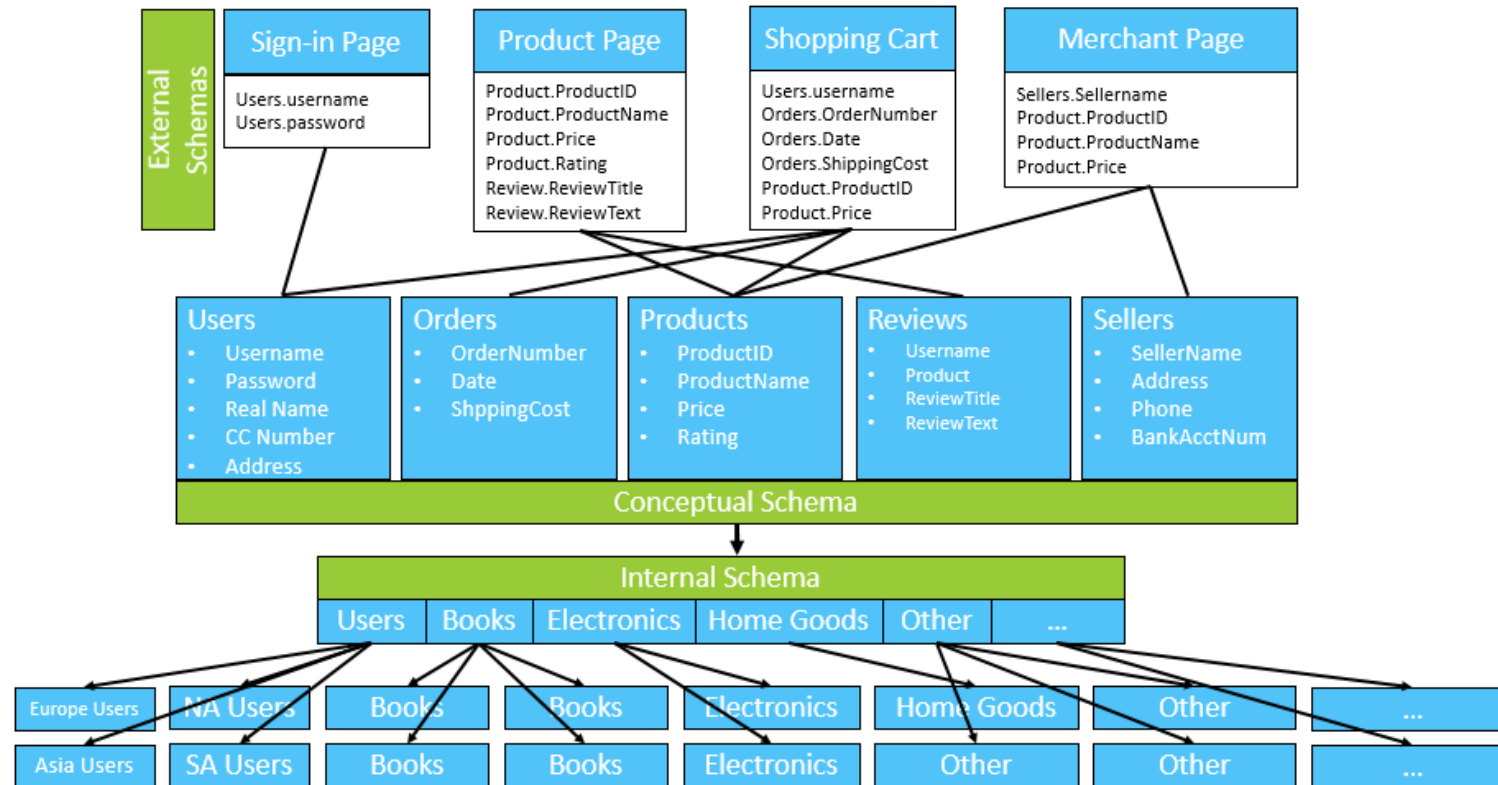 External
Schemas
Sign-in Page
Users.username
Users.password
Product Page
Product.ProductID
Product.ProductName
Product.Price
Product.Rating
Review.ReviewTitle
Review.ReviewText
Shopping Cart
Users.username
Orders.OrderNumber
Orders.Date
Orders.ShippingCost
Product.ProductID
Product.Price
Merchant Page
Sellers.Sellername
Product.ProductID
Product.ProductName
Product.Price
Users
• Username
• Password
• Real Name
• CC Number
• Address
Orders
• OrderNumber
• Date
• ShppingCost
Products
• ProductID
• ProductName
• Price
• Rating
Reviews
• Username
• Product
• ReviewTitle
• ReviewText
Sellers
• SellerName
• Address
• Phone
• BankAcctNum
Conceptual Schema
Internal Schema
Users Books Electronics Home Goods Other ...
Europe Users NA Users Books Books Electronics Home Goods Other ...
Asia Users SA Users Books Books Electronics Other Other ...